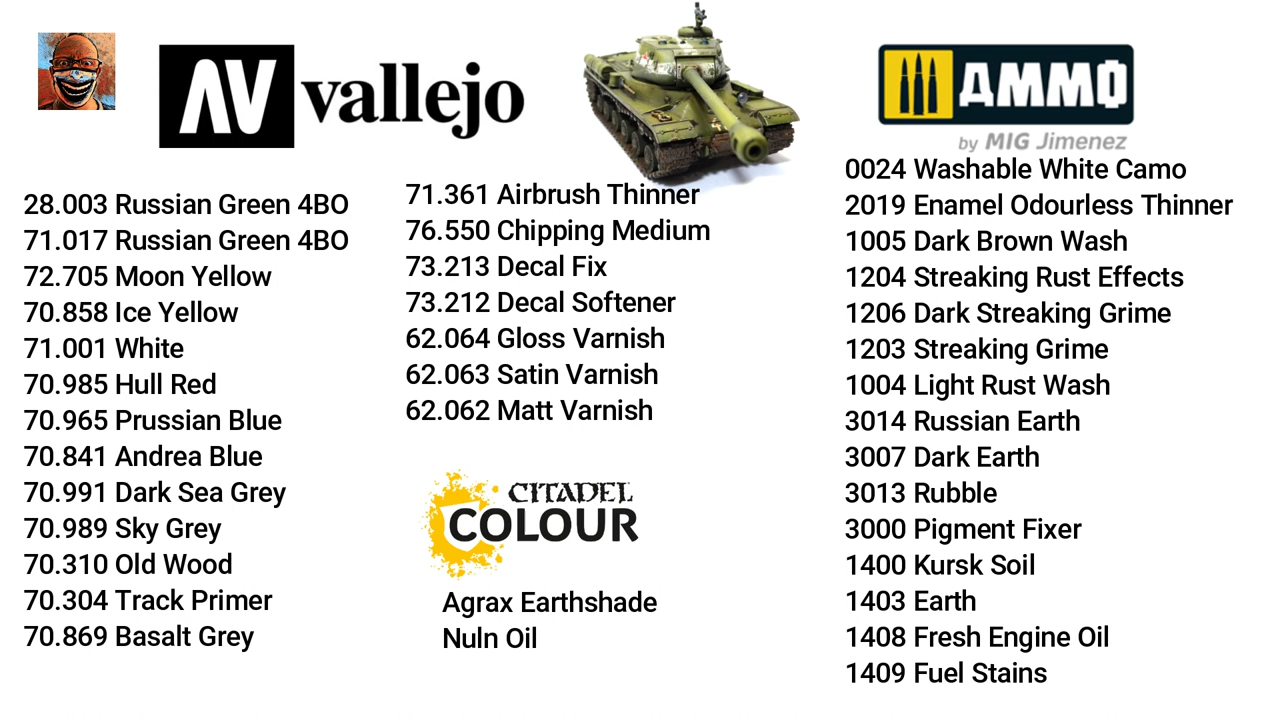 AV vallejo
28.003 Russian Green 4BO
71.017 Russian Green 4BO
72.705 Moon Yellow
70.858 Ice Yellow
71.001 White
70.985 Hull Red
70.965 Prussian Blue
70.841 Andrea Blue
70.991 Dark Sea Grey
70.989 Sky Grey
70.310 Old Wood
70.304 Track Primer
70.869 Basalt Grey
71.361 Airbrush Thinner
76.550 Chipping Medium
73.213 Decal Fix
73.212 Decal Softener
62.064 Gloss Varnish
62.063 Satin Varnish
62.062 Matt Varnish
CITADEL
COLOUR
Agrax Earthshade
Nuln Oil
AMMO
by MIG Jimenez
0024 Washable White Camo
2019 Enamel Odourless Thinner
1005 Dark Brown Wash
1204 Streaking Rust Effects
1206 Dark Streaking Grime
1203 Streaking Grime
1004 Light Rust Wash
3014 Russian Earth
3007 Dark Earth
3013 Rubble
3000 Pigment Fixer
1400 Kursk Soil
1403 Earth
1408 Fresh Engine Oil
1409 Fuel Stains